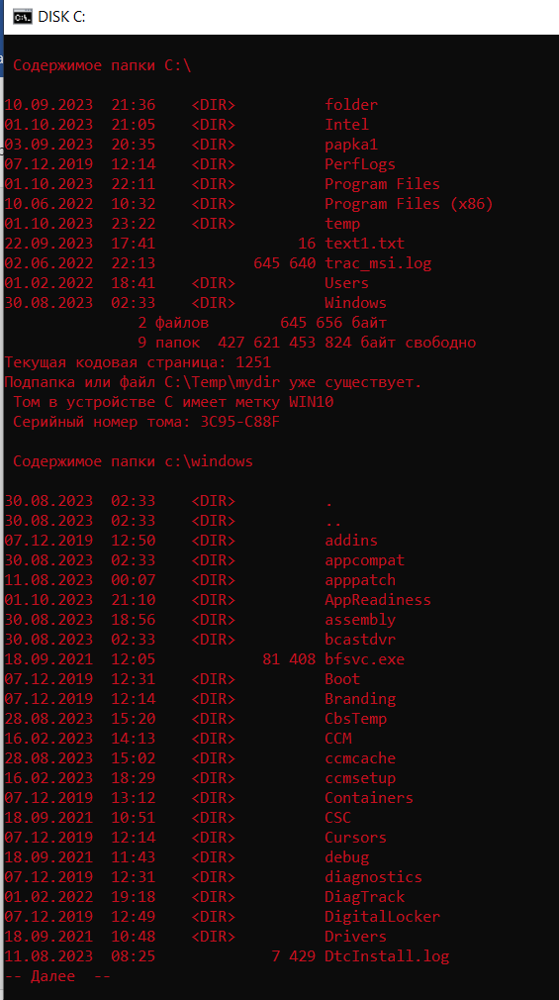 DISK C:
Содержимое папки C:\
10.09.2023 21:36 <DIR> folder
01.10.2023 21:05 <DIR> Intel
03.09.2023 20:35 <DIR> papka1
07.12.2019 12:14 <DIR> PerfLogs
01.10.2023 22:11 <DIR> Program Files
10.06.2022 10:32 <DIR> Program Files (x86)
01.10.2023 23:22 <DIR> temp
22.09.2023 17:41 16 text1.txt
02.06.2022 22:13 645 640 trac_msi.log
01.02.2022 18:41 <DIR> Users
30.08.2023 02:33 <DIR> Windows
2 файлов 645 656 байт
9 папок 427 621 453 824 байт свободно
Текущая кодовая страница: 1251
Подпапка или файл C:\Temp\mydir уже существует.
Том в устройстве C имеет метку WIN10
Серийный номер тома: 3C95-C88F
Содержимое папки c:\windows
30.08.2023 02:33 <DIR> .
30.08.2023 02:33 <DIR> ..
07.12.2019 12:50 <DIR> addins
30.08.2023 02:33 <DIR> appcompat
11.08.2023 00:07 <DIR> apppatch
01.10.2023 21:10 <DIR> AppReadiness
30.08.2023 18:56 <DIR> assembly
30.08.2023 02:33 <DIR> bcastdvr
18.09.2021 12:05 81 408 bfsvc.exe
07.12.2019 12:31 <DIR> Boot
07.12.2019 12:14 <DIR> Branding
28.08.2023 15:20 <DIR> CbsTemp
16.02.2023 14:13 <DIR> CCM
28.08.2023 15:02 <DIR> ccmcache
16.02.2023 18:29 <DIR> ccmsetup
07.12.2019 13:12 <DIR> Containers
18.09.2021 10:51 <DIR> CSC
07.12.2019 12:14 <DIR> Cursors
18.09.2021 11:43 <DIR> debug
07.12.2019 12:31 <DIR> diagnostics
01.02.2022 19:18 <DIR> DiagTrack
07.12.2019 12:49 <DIR> DigitalLocker
18.09.2021 10:48 <DIR> Drivers
11.08.2023 08:25 7 429 DtcInstall.log
-- Далее --